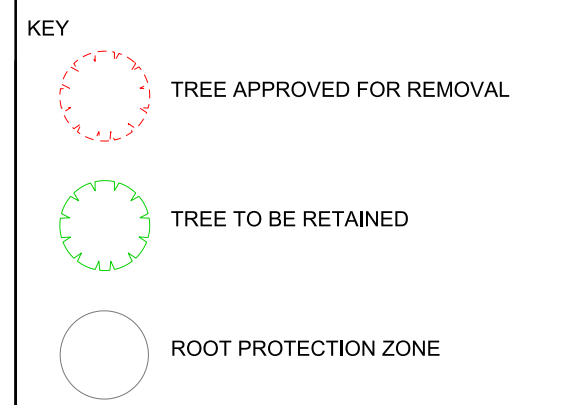 KEY
TREE APPROVED FOR REMOVAL
TREE TO BE RETAINED
ROOT PROTECTION ZONE